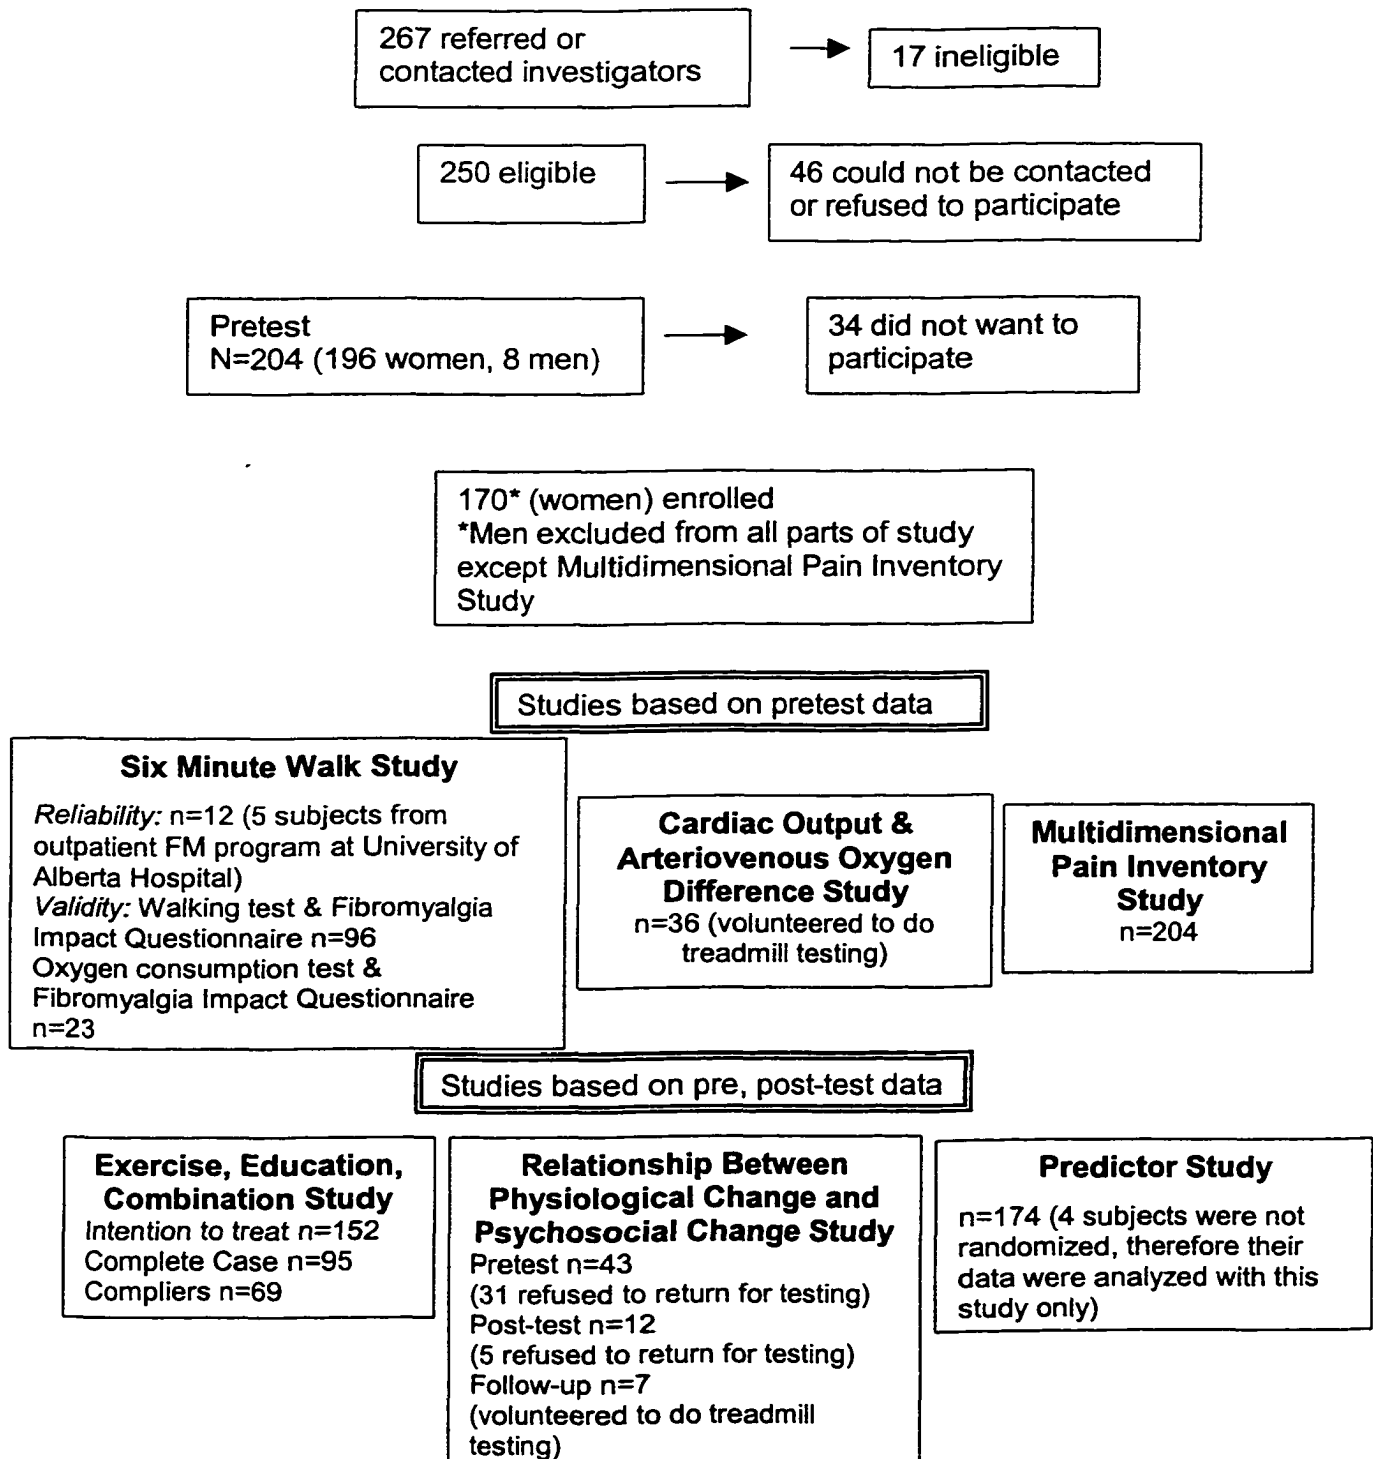 267 referred or
contacted investigators
17 ineligible
250 eligible
46 could not be contacted
or refused to participate
Pretest
N=204 (196 women, 8 men)
34 did not want to
participate
170* (women) enrolled
*Men excluded from all parts of study
except Multidimensional Pain Inventory
Study
Studies based on pretest data
Six Minute Walk Study
Reliability: n=12 (5 subjects from
outpatient FM program at University of
Alberta Hospital)
Validity: Walking test & Fibromyalgia
Impact Questionnaire n=96
Oxygen consumption test &
Fibromyalgia Impact Questionnaire
n=23
Cardiac Output &
Arteriovenous Oxygen
Difference Study
n=36 (volunteered to do
treadmill testing)
Multidimensional
Pain Inventory
Study
n=204
Studies based on pre, post-test data
Exercise, Education,
Combination Study
Intention to treat n=152
Complete Case n=95
Compliers n=69
Relationship Between
Physiological Change and
Psychosocial Change Study
Pretest n=43
(31 refused to return for testing)
Post-test n=12
(5 refused to return for testing)
Follow-up n=7
(volunteered to do treadmill
testing)
Predictor Study
n=174 (4 subjects were not
randomized, therefore their
data were analyzed with this
study only)